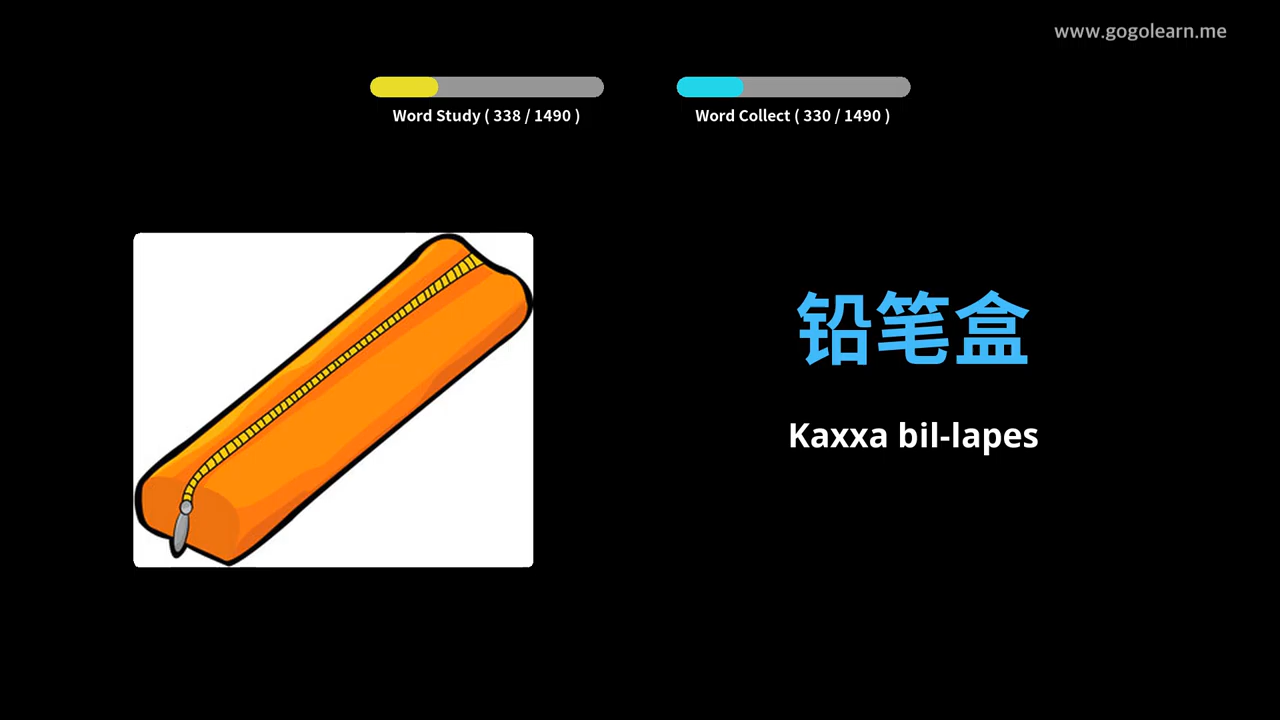 www.gogolearn.me
Word Study ( 338 / 1490 )
Word Collect ( 330 / 1490 )
铅笔盒
Kaxxa bil-lapes